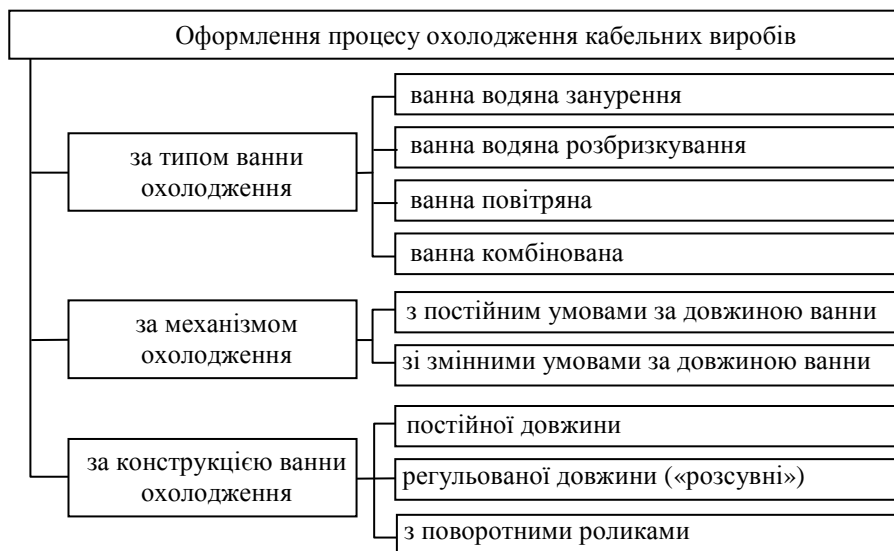 Оформлення процесу охолодження кабельних виробів
за типом ванни
охолодження
ванна водяна занурення
ванна водяна розбризкування
ванна повітряна
ванна комбінована
за механізмом
охолодження
з постійним умовами за довжиною ванни
зі змінними умовами за довжиною ванни
за конструкцією ванни
охолодження
постійної довжини
регульованої довжини («розсувні»)
з поворотними роликами